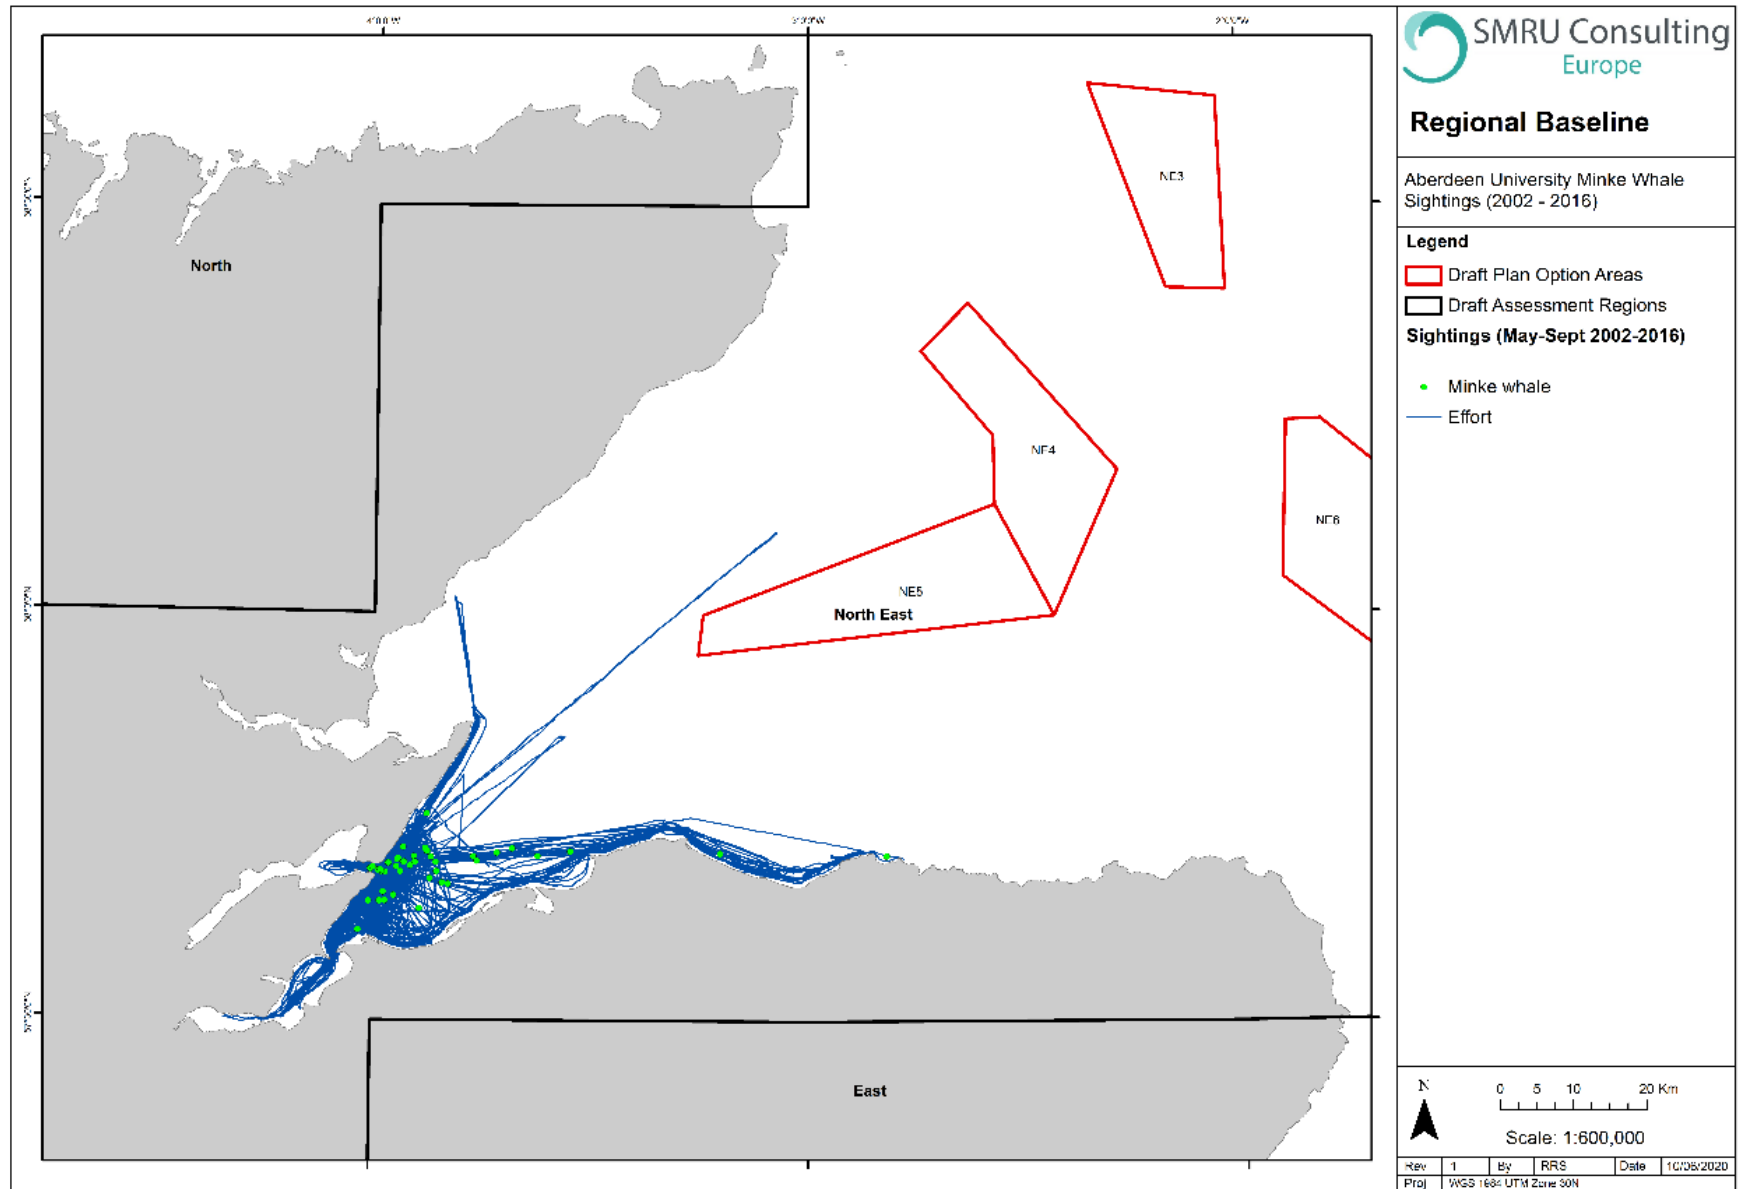 SMRU Consulting
Europe
Regional Baseline
Aberdeen University Minke Whale
Sightings (2002 - 2016)
Legend
Draft Plan Option Areas
Draft Assessment Regions
Sightings (May-Sept 2002-2016)
Minke whale
Effort
North
NE3
NE4
NE6
NE5
North East
East
N
0 5 10 20 Km
Scale: 1:600,000
Rev 1 By RRS Date 10/06/2020
Proj WGS 1984 UTM Zone 30N